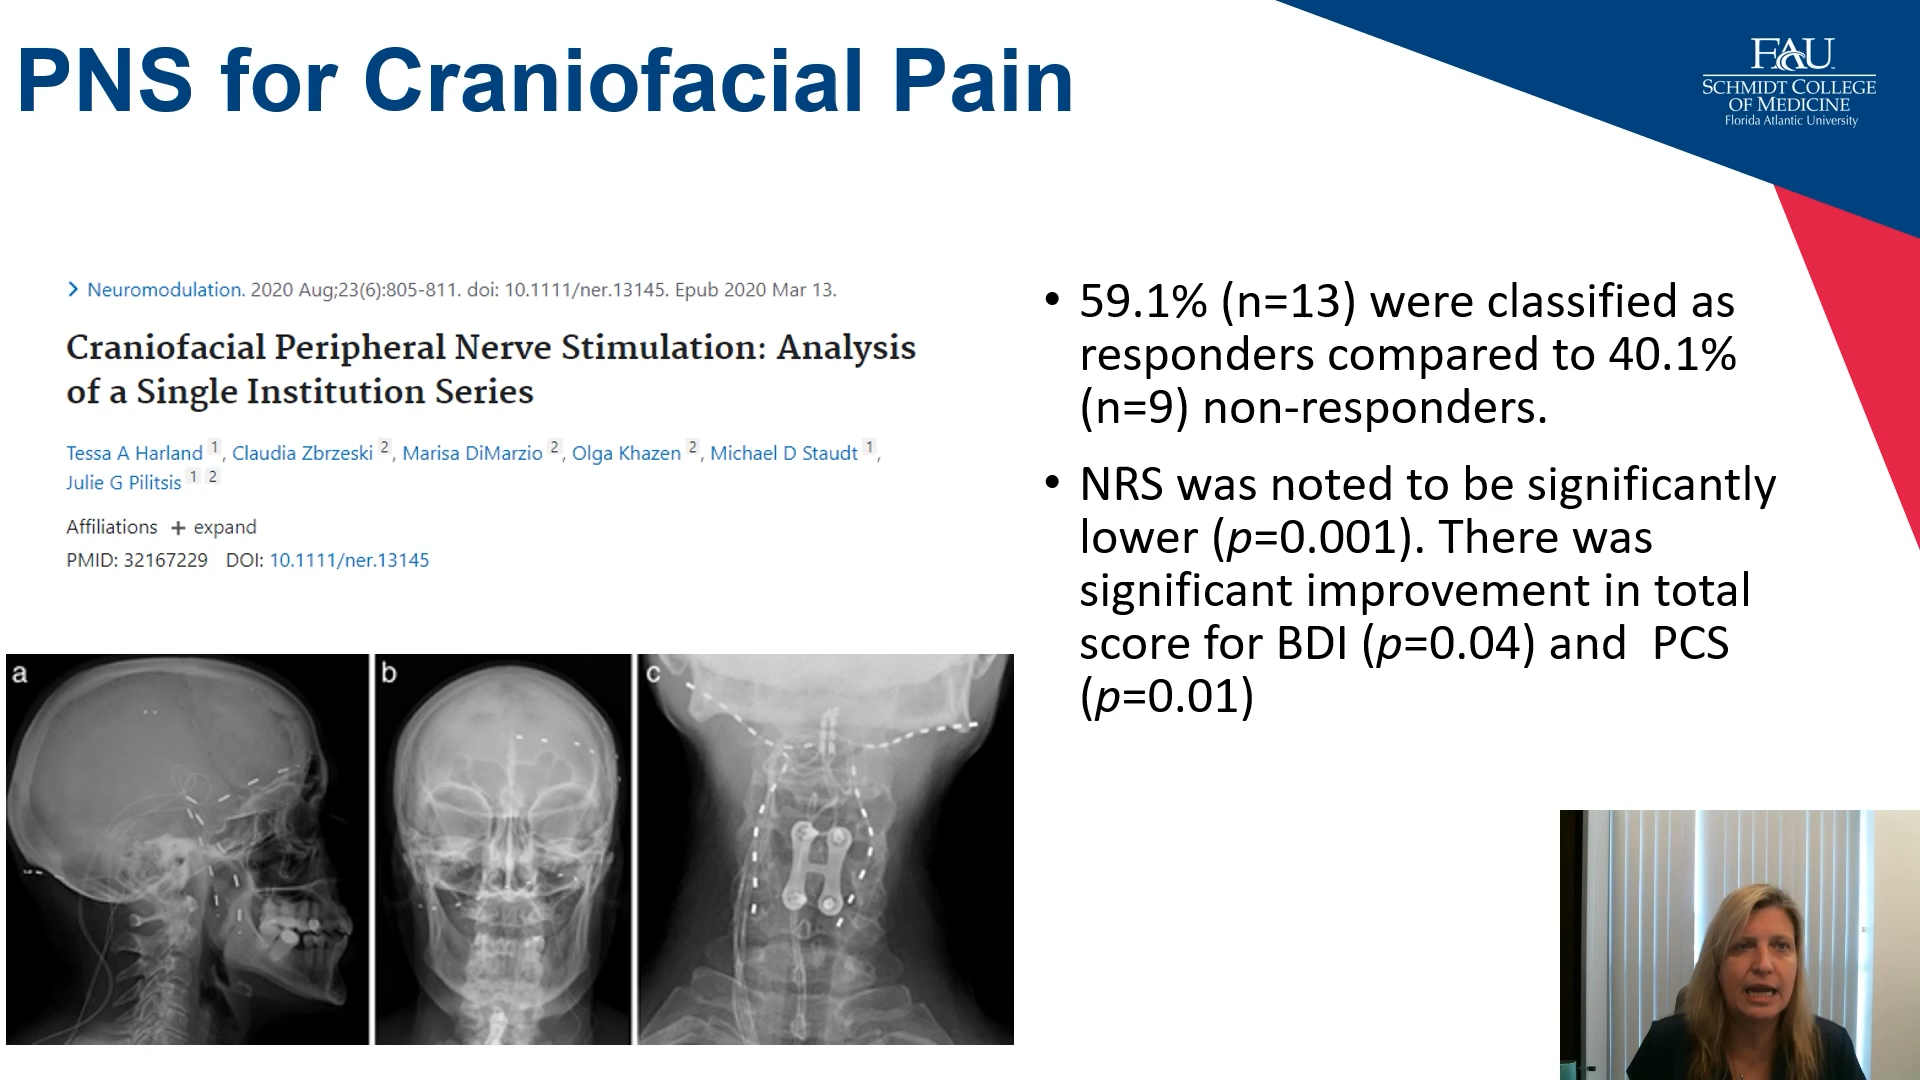 PNS for Craniofacial Pain
FAU
SCHMIDT COLLEGE
OF MEDICINE
Florida Atlantic University
> Neuromodulation. 2020 Aug;23(6):805-811. doi: 10.1111/ner.13145. Epub 2020 Mar 13.
Craniofacial Peripheral Nerve Stimulation: Analysis
of a Single Institution Series
Tessa A Harland 1, Claudia Zbrzeski 2, Marisa DiMarzio 2, Olga Khazen 2, Michael D Staudt 1,
Julie G Pilitsis 1 2
Affiliations + expand
PMID: 32167229 DOI: 10.1111/ner.13145
• 59.1% (n=13) were classified as
responders compared to 40.1%
(n=9) non-responders.
• NRS was noted to be significantly
lower (p=0.001). There was
significant improvement in total
score for BDI (p=0.04) and PCS
(p=0.01)
a
b
c